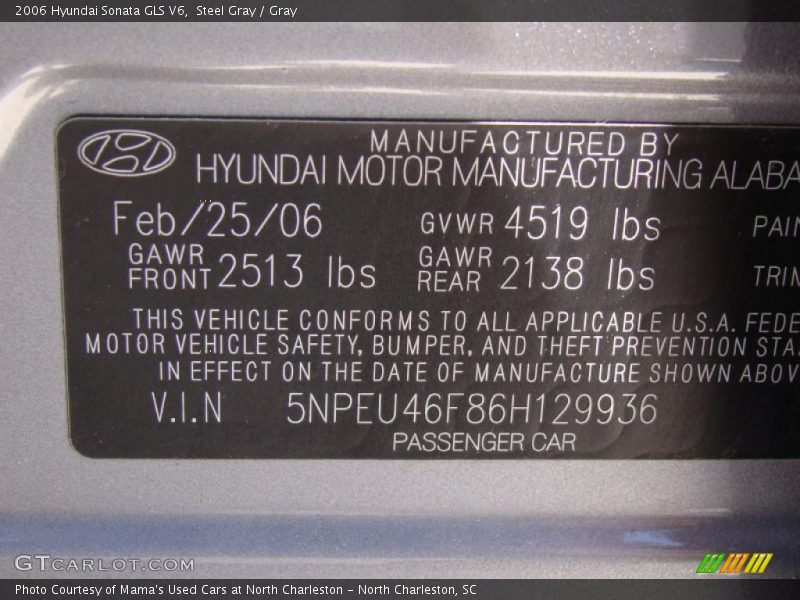 2006 Hyundai Sonata GLS V6, Steel Gray / Gray
MANUFACTURED BY
HYUNDAI MOTOR MANUFACTURING ALABA
Feb/25/06 GVWR 4519 lbs PAIN
GAWR FRONT 2513 lbs GAWR REAR 2138 lbs TRIM
THIS VEHICLE CONFORMS TO ALL APPLICABLE U.S.A. FEDE
MOTOR VEHICLE SAFETY, BUMPER, AND THEFT PREVENTION STA
IN EFFECT ON THE DATE OF MANUFACTURE SHOWN ABOV
V.I.N 5NPEU46F86H129936
PASSENGER CAR
GTCARLOT.COM
Photo Courtesy of Mama's Used Cars at North Charleston - North Charleston, SC